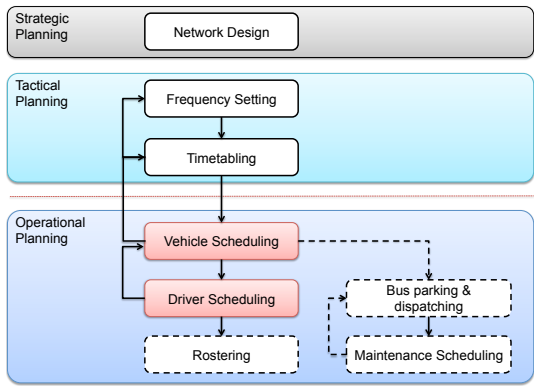 Strategic
Planning
Network Design
Tactical
Planning
Frequency Setting
Timetabling
Operational
Planning
Vehicle Scheduling
Driver Scheduling
Bus parking &
dispatching
Rostering
Maintenance Scheduling